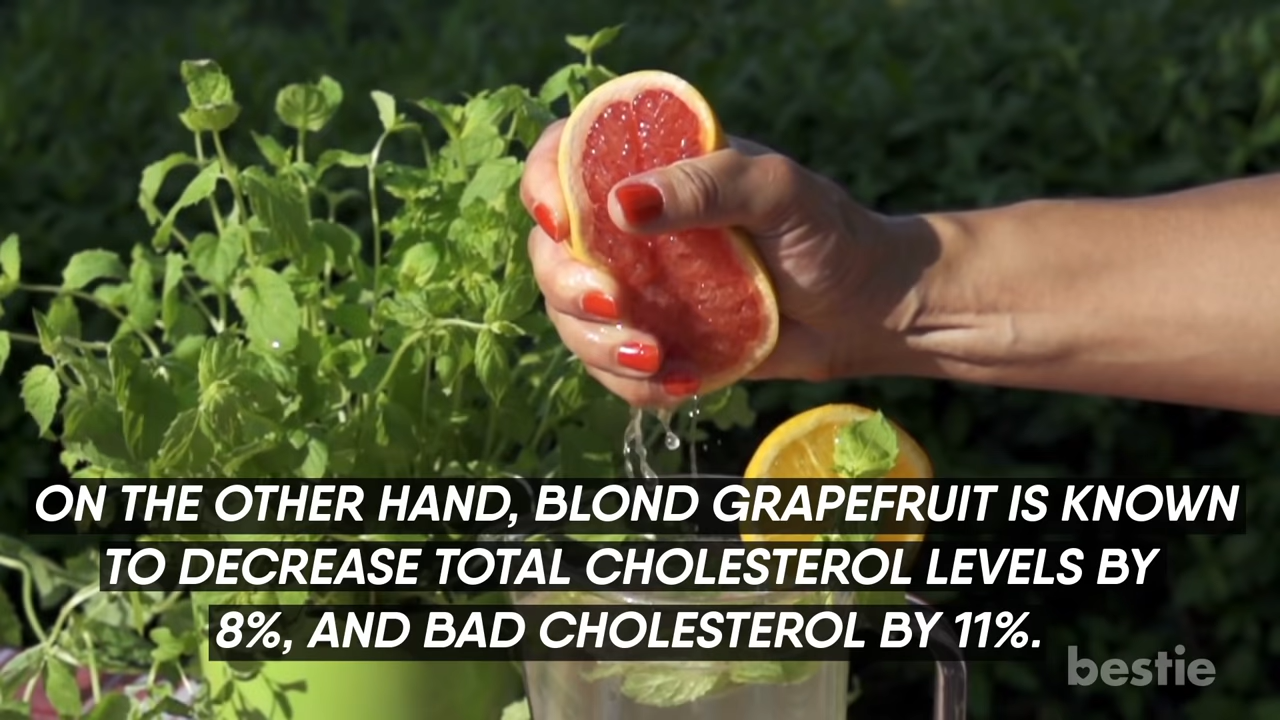 ON THE OTHER HAND, BLOND GRAPEFRUIT IS KNOWN
TO DECREASE TOTAL CHOLESTEROL LEVELS BY
8%, AND BAD CHOLESTEROL BY 11%.
bestie